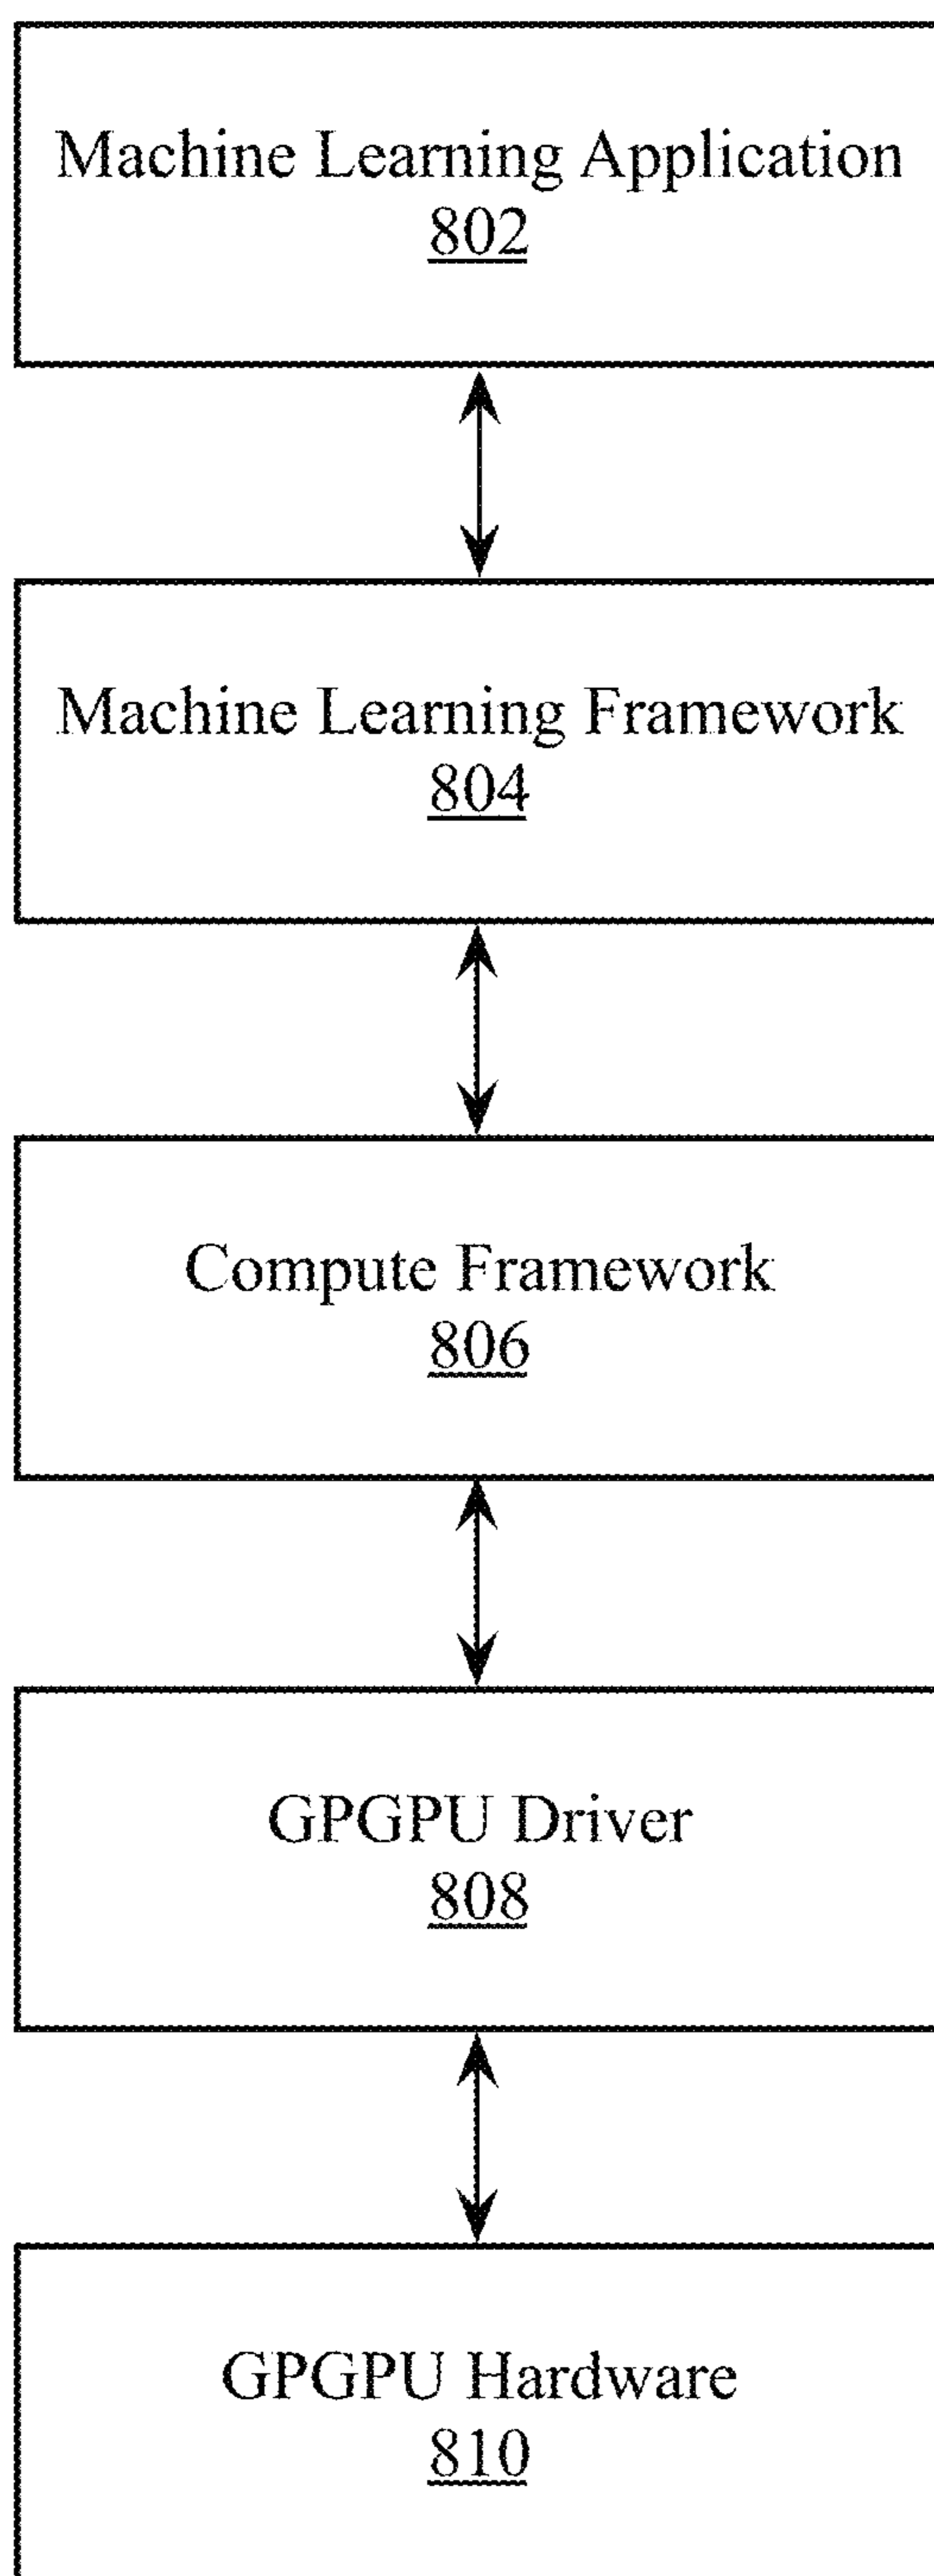 Machine Learning Application
802
Machine Learning Framework
804
Compute Framework
806
GPGPU Driver
808
GPGPU Hardware
810